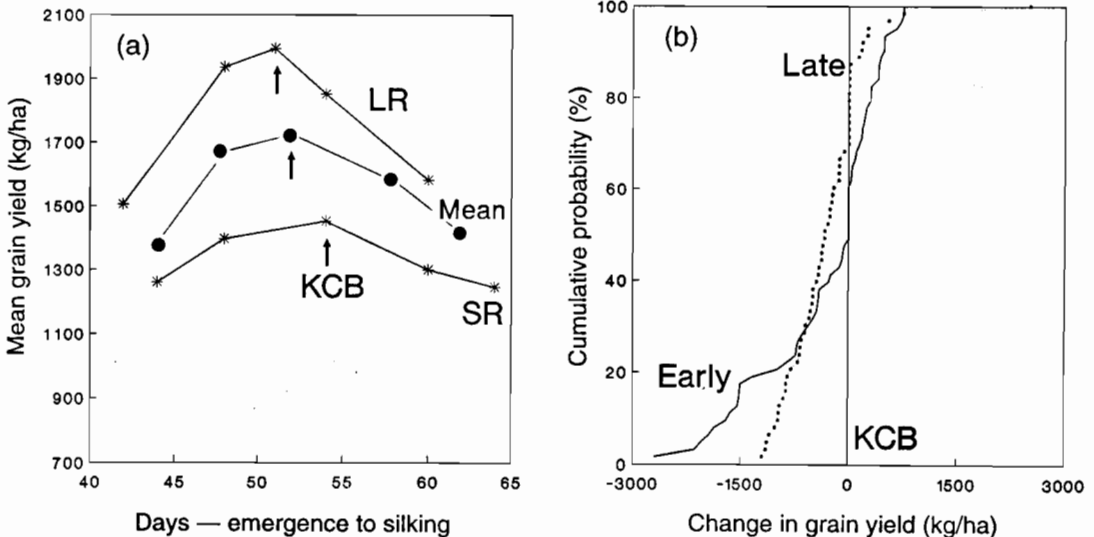 (a)
Mean grain yield (kg/ha)
2100
1900
1700
1500
1300
1100
900
700
LR
Mean
KCB
SR
40
45
50
55
60
65
Days — emergence to silking
(b)
Cumulative probability (%)
100
80
60
40
20
0
Late
Early
KCB
-3000
-1500
0
1500
3000
Change in grain yield (kg/ha)